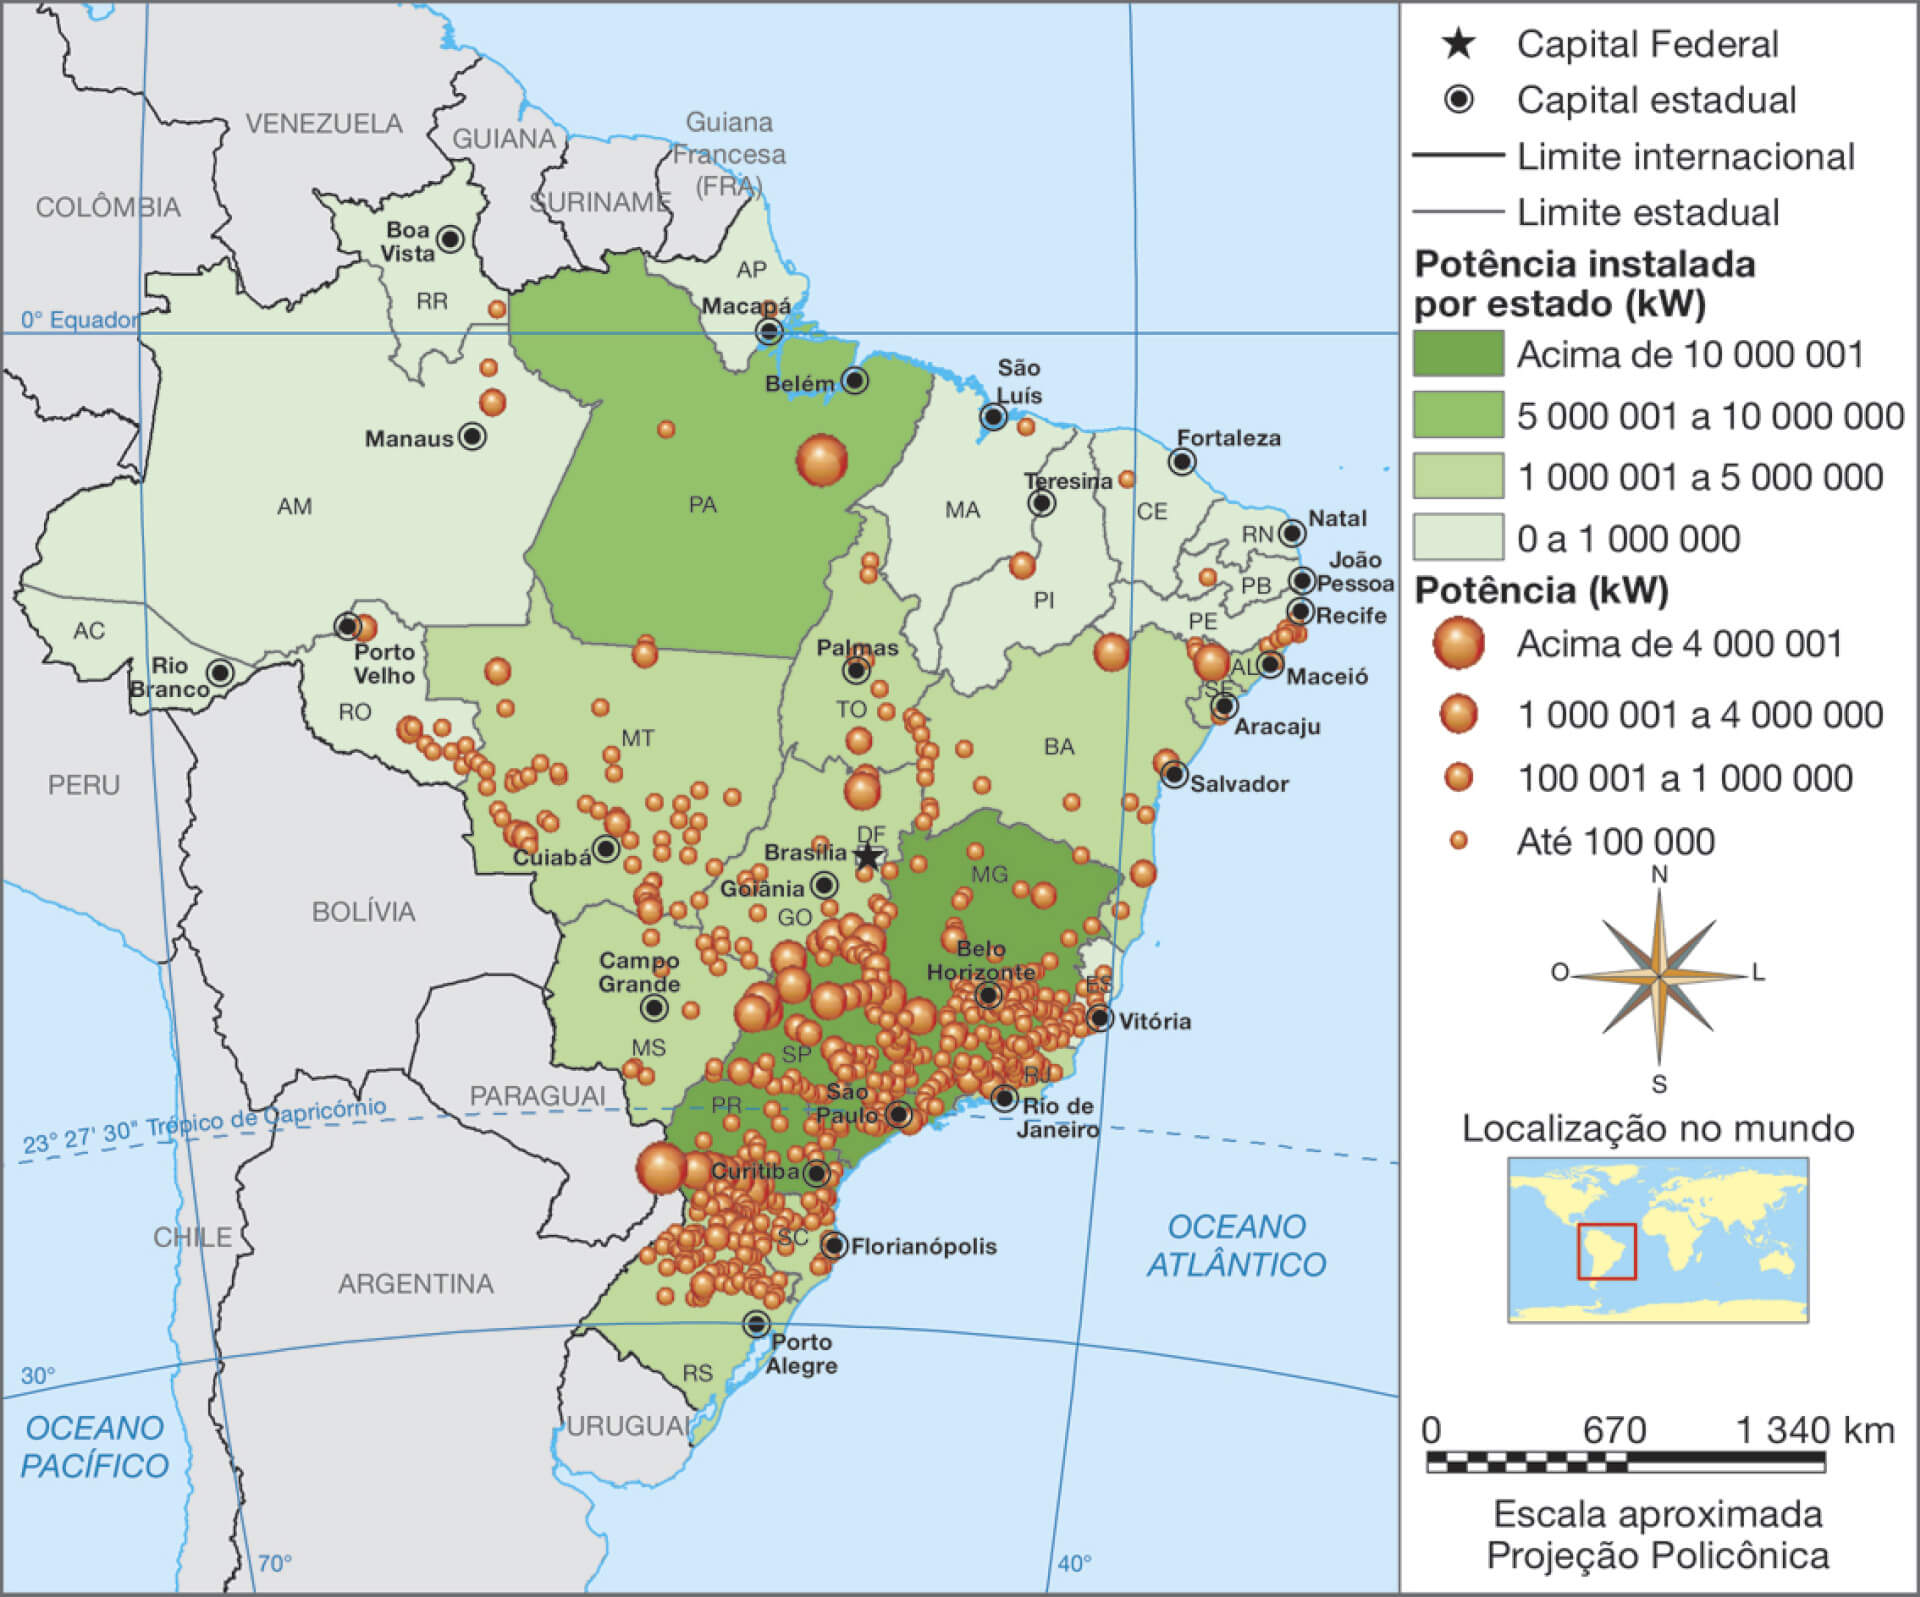 VENEZUELA
GUIANA
Guiana
Francesa
(FRA)
SURINAME
COLÔMBIA
Boa
Vista
RR
AP
Macapá
0° Equador
Belém
São
Luís
Manaus
Fortaleza
Teresina
AM
PA
MA
CE
RN
Natal
João
Pessoa
PB
PI
PE
Recife
AC
Rio
Branco
Porto
Velho
Palmas
AL
Maceió
SE
Aracaju
RO
TO
MT
BA
Salvador
PERU
DF
Brasília
Cuiabá
Goiânia
MG
GO
BOLÍVIA
Belo
Horizonte
Campo
Grande
ES
Vitória
MS
SP
RJ
PARAGUAI
PR
São
Paulo
Rio de
Janeiro
23° 27' 30" Trópico de Capricórnio
Curitiba
CHILE
SC
Florianópolis
OCEANO
ATLÂNTICO
ARGENTINA
Porto
Alegre
30°
RS
OCEANO
PACÍFICO
URUGUAI
70°
40°
Capital Federal
Capital estadual
Limite internacional
Limite estadual
Potência instalada
por estado (kW)
Acima de 10 000 001
5 000 001 a 10 000 000
1 000 001 a 5 000 000
0 a 1 000 000
Potência (kW)
Acima de 4 000 001
1 000 001 a 4 000 000
100 001 a 1 000 000
Até 100 000
N
O
L
S
Localização no mundo
0 670 1 340 km
Escala aproximada
Projeção Policônica